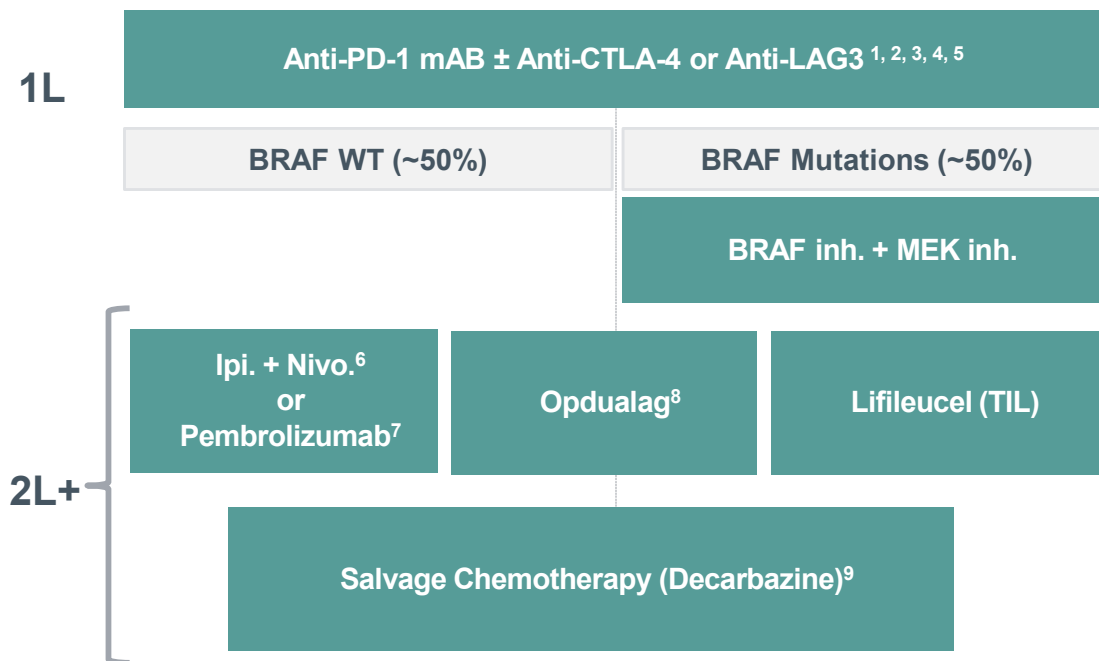 1L
Anti-PD-1 mAB ± Anti-CTLA-4 or Anti-LAG3 1, 2, 3, 4, 5
BRAF WT (~50%)
BRAF Mutations (~50%)
BRAF inh. + MEK inh.
2L+
Ipi. + Nivo.6
or
Pembrolizumab7
Opdualag8
Lifileucel (TIL)
Salvage Chemotherapy (Decarbazine)9